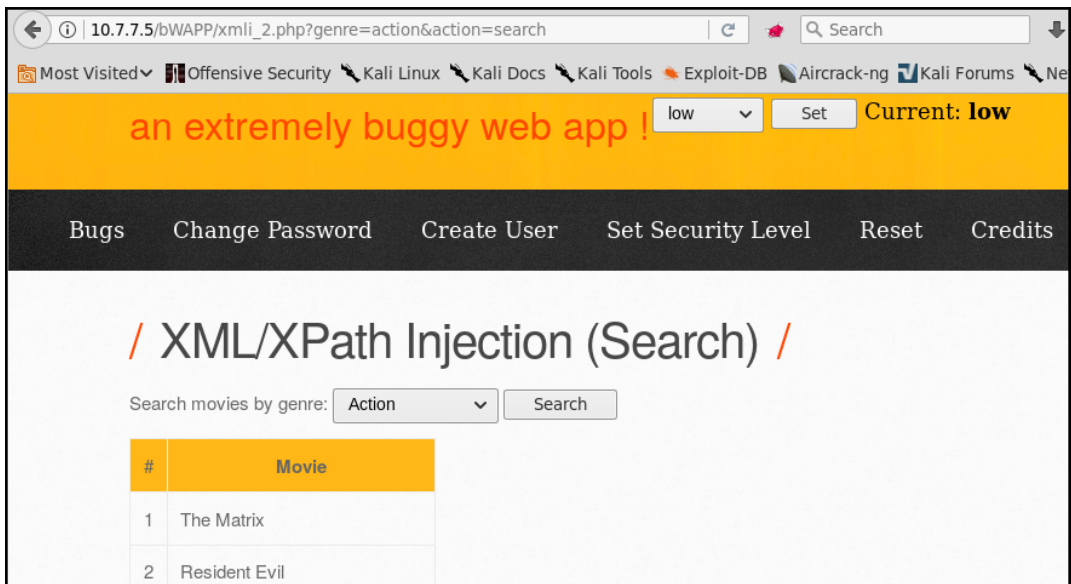 10.7.7.5/bWAPP/xmli_2.php?genre=action&action=search Search
Most Visited Offensive Security Kali Linux Kali Docs Kali Tools Exploit-DB Aircrack-ng Kali Forums Ne
an extremely buggy web app ! low Set Current: low
Bugs Change Password Create User Set Security Level Reset Credits
/ XML/XPath Injection (Search) /
Search movies by genre: Action Search
# Movie
1 The Matrix
2 Resident Evil